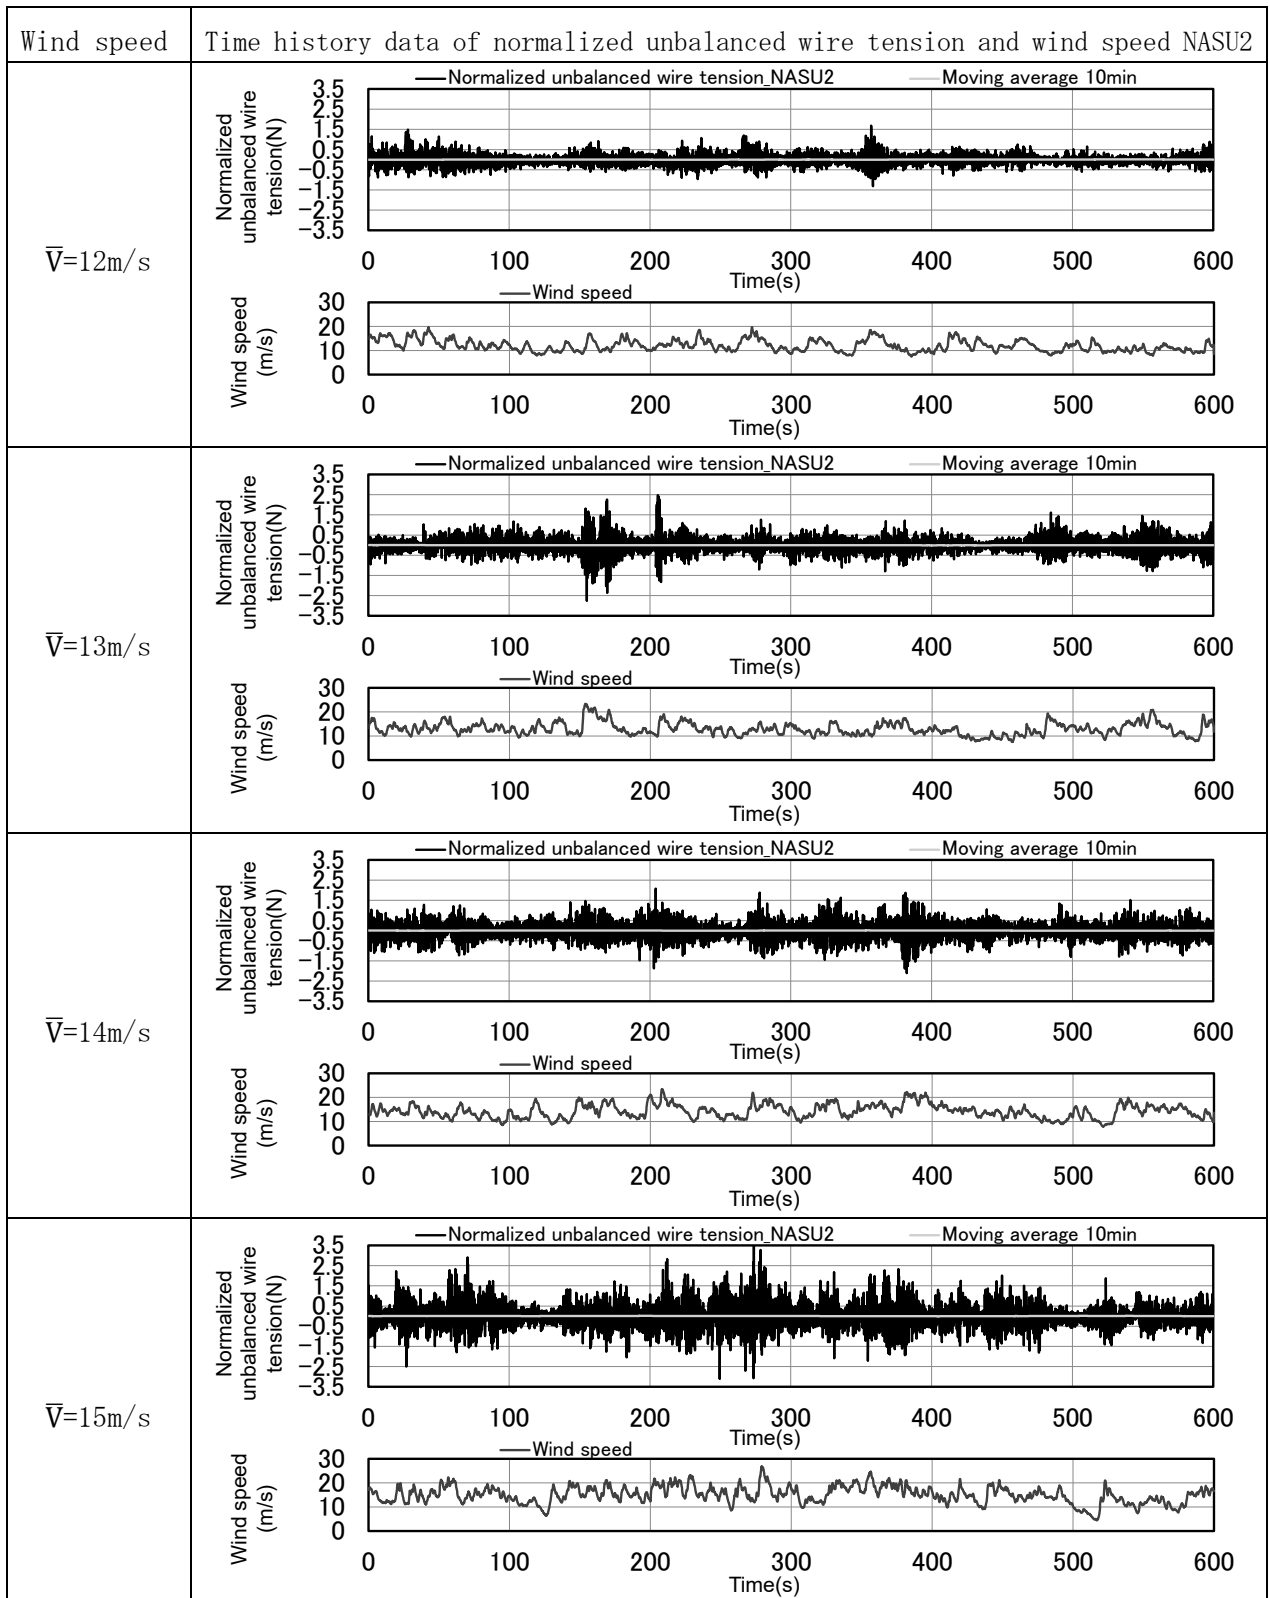 Wind speed
Time history data of normalized unbalanced wire tension and wind speed NASU2
V̅=12m/s
Normalized unbalanced wire tension_NASU2 Moving average 10min
Normalized
unbalanced wire
tension(N)
3.5
2.5
1.5
0.5
−0.5
−1.5
−2.5
−3.5
0 100 200 300 400 500 600
Time(s)
Wind speed
Wind speed
(m/s)
30
20
10
0
0 100 200 300 400 500 600
Time(s)
V̅=13m/s
Normalized unbalanced wire tension_NASU2 Moving average 10min
Normalized
unbalanced wire
tension(N)
3.5
2.5
1.5
0.5
−0.5
−1.5
−2.5
−3.5
0 100 200 300 400 500 600
Time(s)
Wind speed
Wind speed
(m/s)
30
20
10
0
0 100 200 300 400 500 600
Time(s)
V̅=14m/s
Normalized unbalanced wire tension_NASU2 Moving average 10min
Normalized
unbalanced wire
tension(N)
3.5
2.5
1.5
0.5
−0.5
−1.5
−2.5
−3.5
0 100 200 300 400 500 600
Time(s)
Wind speed
Wind speed
(m/s)
30
20
10
0
0 100 200 300 400 500 600
Time(s)
V̅=15m/s
Normalized unbalanced wire tension_NASU2 Moving average 10min
Normalized
unbalanced wire
tension(N)
3.5
2.5
1.5
0.5
−0.5
−1.5
−2.5
−3.5
0 100 200 300 400 500 600
Time(s)
Wind speed
Wind speed
(m/s)
30
20
10
0
0 100 200 300 400 500 600
Time(s)